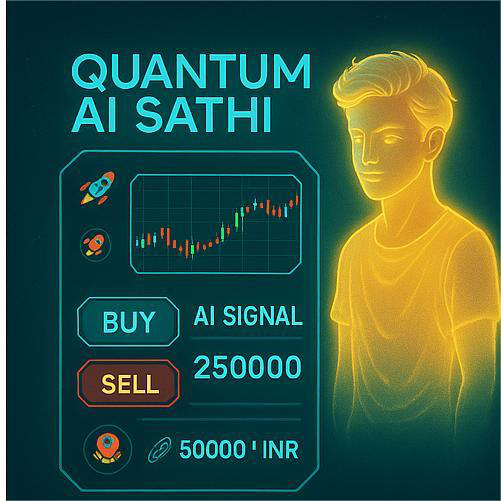 QUANTUM
AI SATHI
BUY
AI SIGNAL
SELL
250000
50000 ' INR